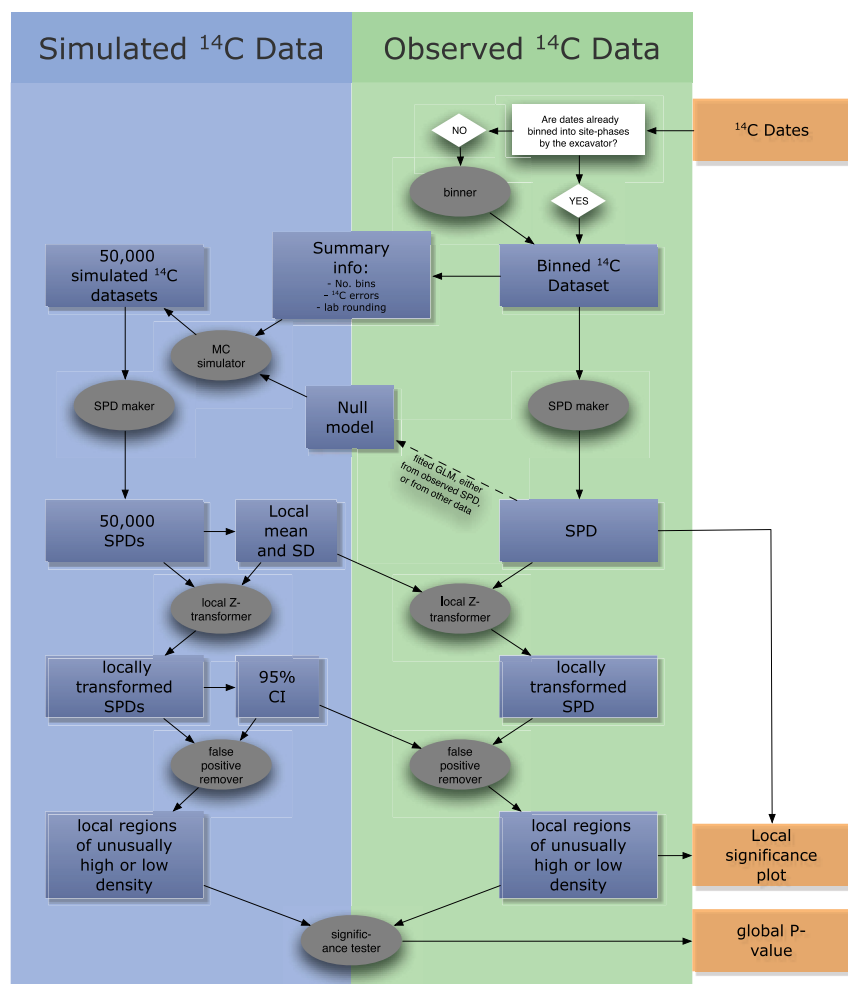 Simulated ¹⁴C Data
Observed ¹⁴C Data
Are dates already
binned into site-phases
by the excavator?
NO
¹⁴C Dates
binner
YES
50,000
simulated ¹⁴C
datasets
Summary
info:
- No. bins
- ¹⁴C errors
- lab rounding
Binned ¹⁴C
Dataset
MC
simulator
SPD maker
Null
model
SPD maker
fitted GLM, either
from observed SPD,
or from other data
50,000
SPDs
Local
mean
and SD
SPD
local Z-
transformer
local Z-
transformer
locally
transformed
SPDs
95%
CI
locally
transformed
SPD
false
positive
remover
false
positive
remover
local regions
of unusually
high or low
density
local regions
of unusually
high or low
density
Local
significance
plot
signific-
ance tester
global P-
value